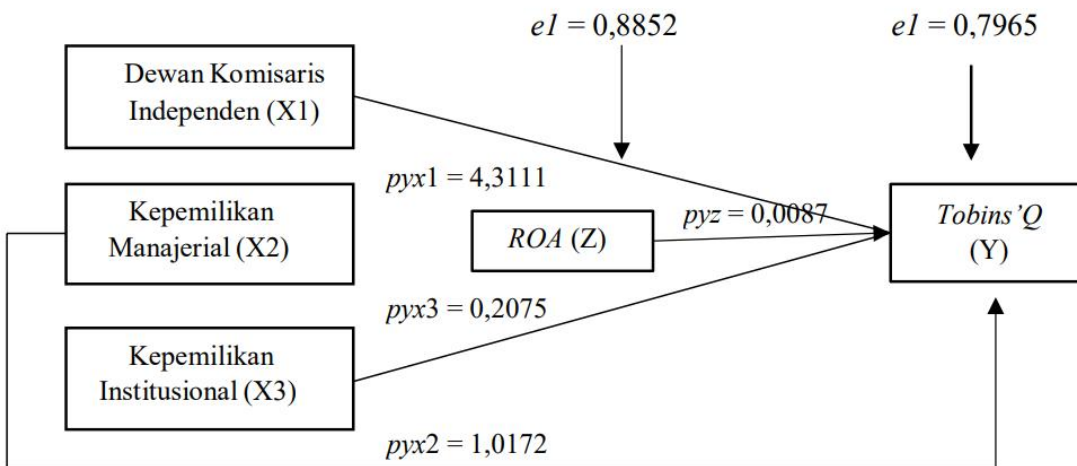 e1 = 0,8852
e1 = 0,7965
Dewan Komisaris
Independen (X1)
pyx1 = 4,3111
Kepemilikan
Manajerial (X2)
ROA (Z)
pyz = 0,0087
Tobins’Q
(Y)
pyx3 = 0,2075
Kepemilikan
Institusional (X3)
pyx2 = 1,0172